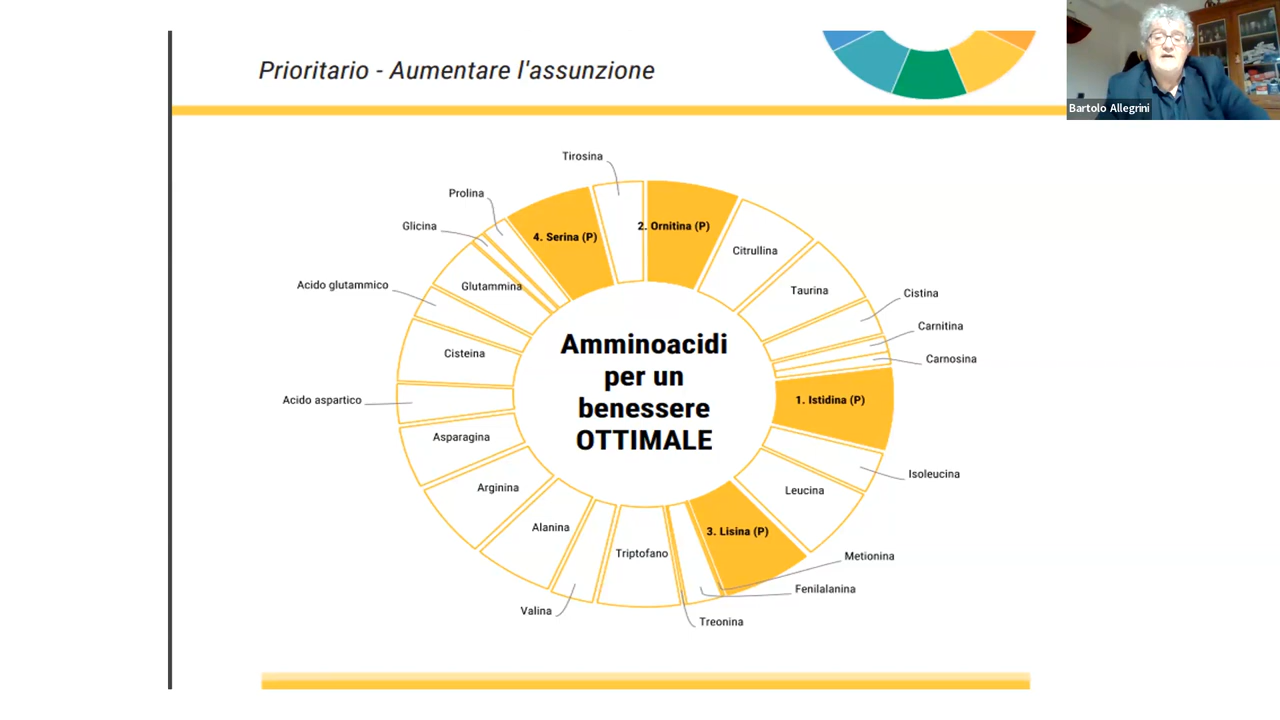 Prioritario - Aumentare l'assunzione
Bartolo Allegrini
Tirosina
Prolina
Glicina
4. Serina (P)
2. Ornitina (P)
Citrullina
Acido glutammico
Glutammina
Taurina
Cistina
Carnitina
Carnosina
Cisteina
Amminoacidi
per un
benessere
OTTIMALE
Acido aspartico
1. Istidina (P)
Asparagina
Isoleucina
Arginina
Leucina
Alanina
3. Lisina (P)
Triptofano
Metionina
Fenilalanina
Valina
Treonina